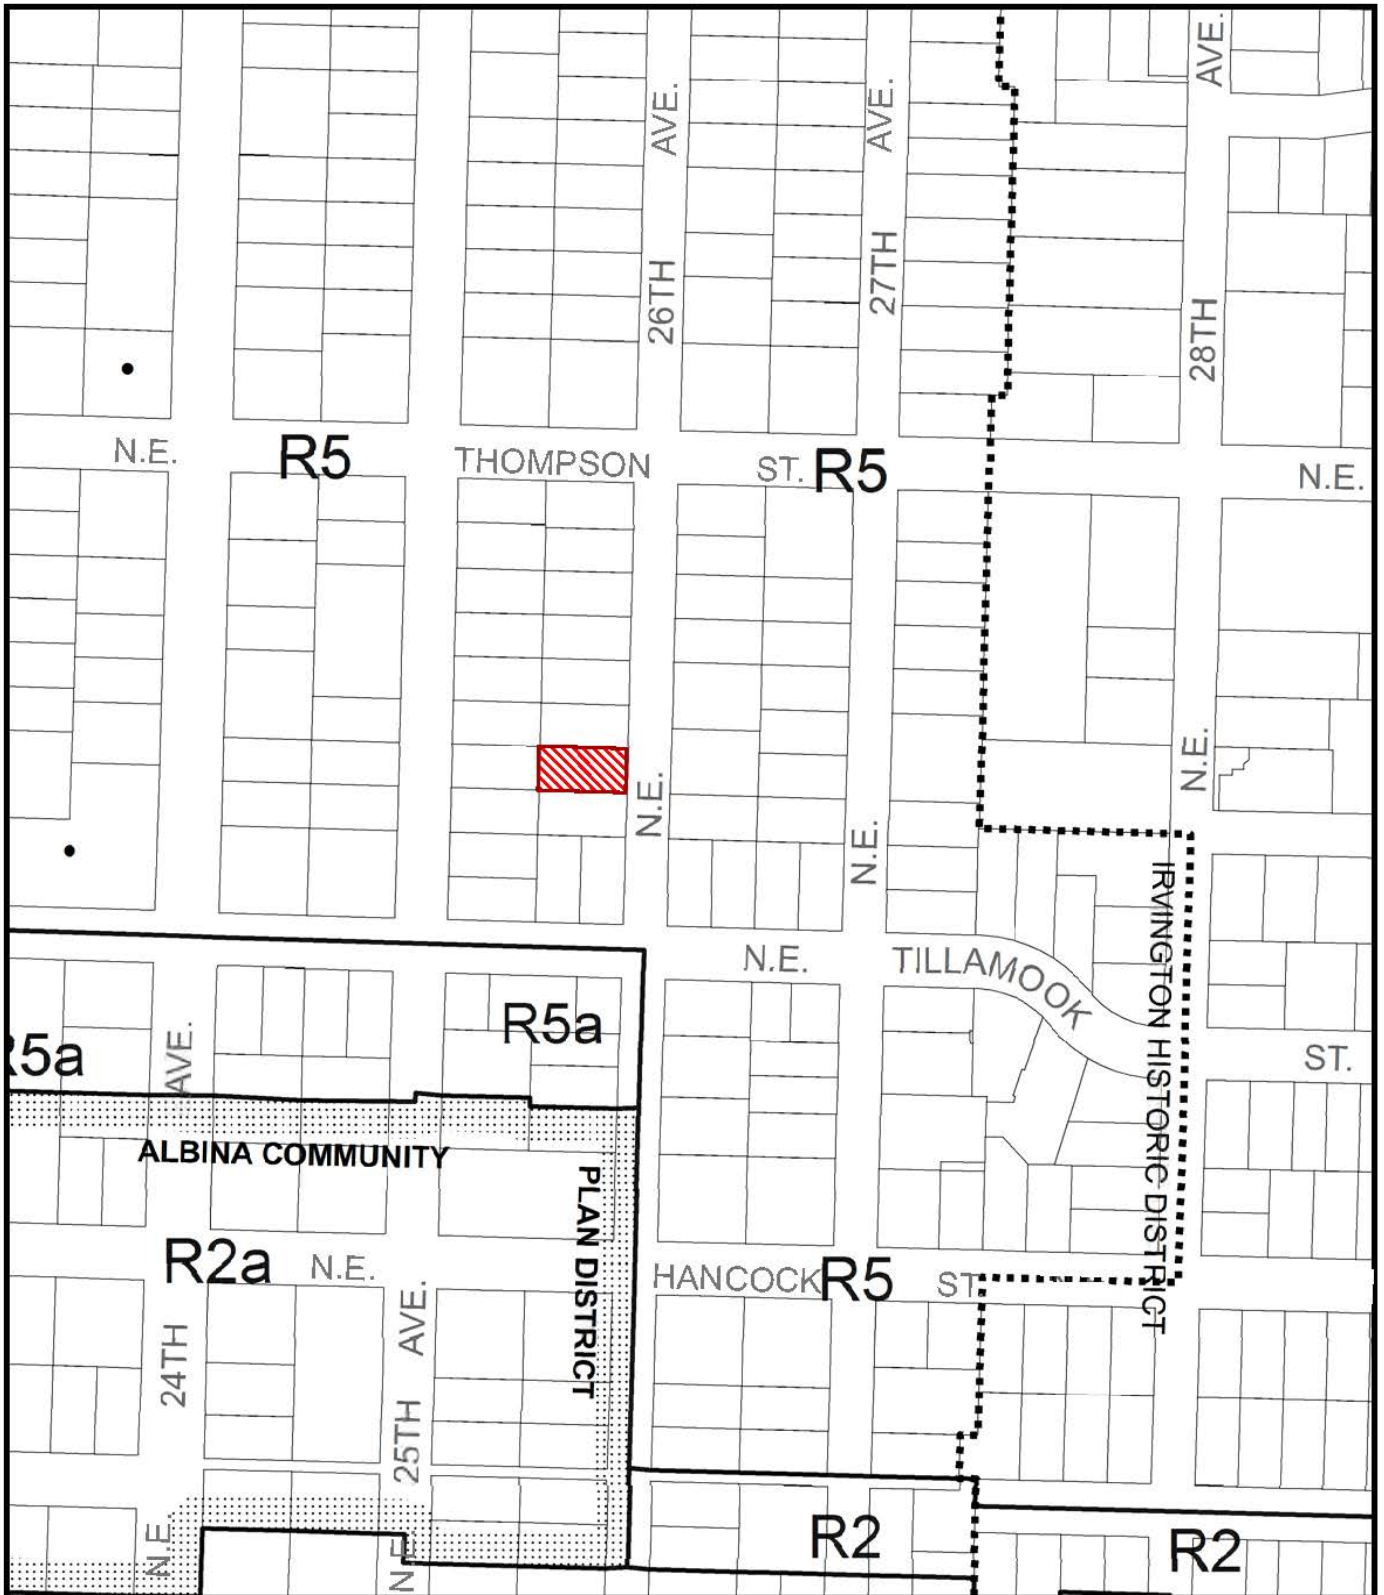 AVE.
AVE.
AVE.
26TH
27TH
28TH
N.E.
R5
THOMPSON
ST.
R5
N.E.
N.E.
N.E.
N.E.
IRVINGTON HISTORIC DISTRICT
N.E.
TILLAMOOK
ST.
R5a
R5a
AVE.
ALBINA COMMUNITY
PLAN DISTRICT
R2a
N.E.
HANCOCK
R5
ST.
24TH
AVE.
25TH
R2
R2
N.E.
N.E.